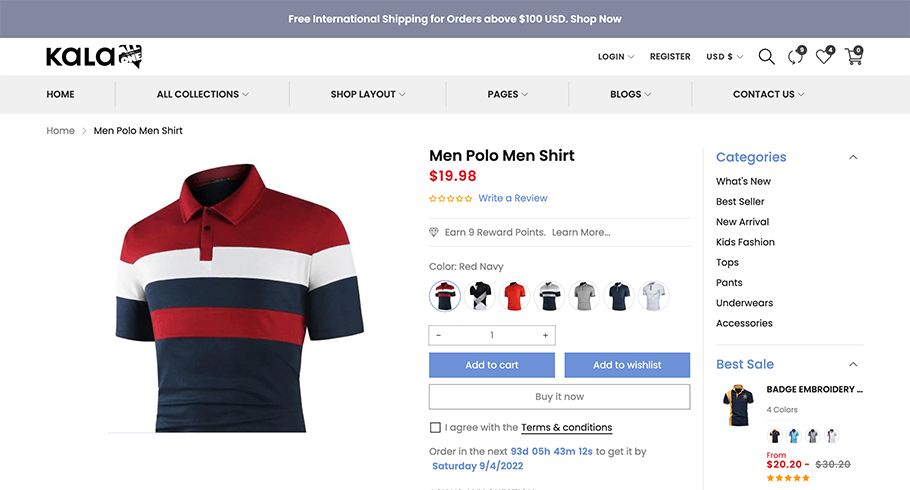 Free International Shipping for Orders above $100 USD. Shop Now
KALA ALL ONE
LOGIN REGISTER USD $ 9 4 0
HOME ALL COLLECTIONS SHOP LAYOUT PAGES BLOGS CONTACT US
Home > Men Polo Men Shirt
Men Polo Men Shirt
$19.98
Write a Review
Earn 9 Reward Points. Learn More...
Color: Red Navy
- 1 +
Add to cart Add to wishlist
Buy it now
I agree with the Terms & conditions
Order in the next 93d 05h 43m 12s to get it by
Saturday 9/4/2022
Categories
What's New
Best Seller
New Arrival
Kids Fashion
Tops
Pants
Underwears
Accessories
Best Sale
BADGE EMBROIDERY ...
4 Colors
From
$20.20 - $30.20